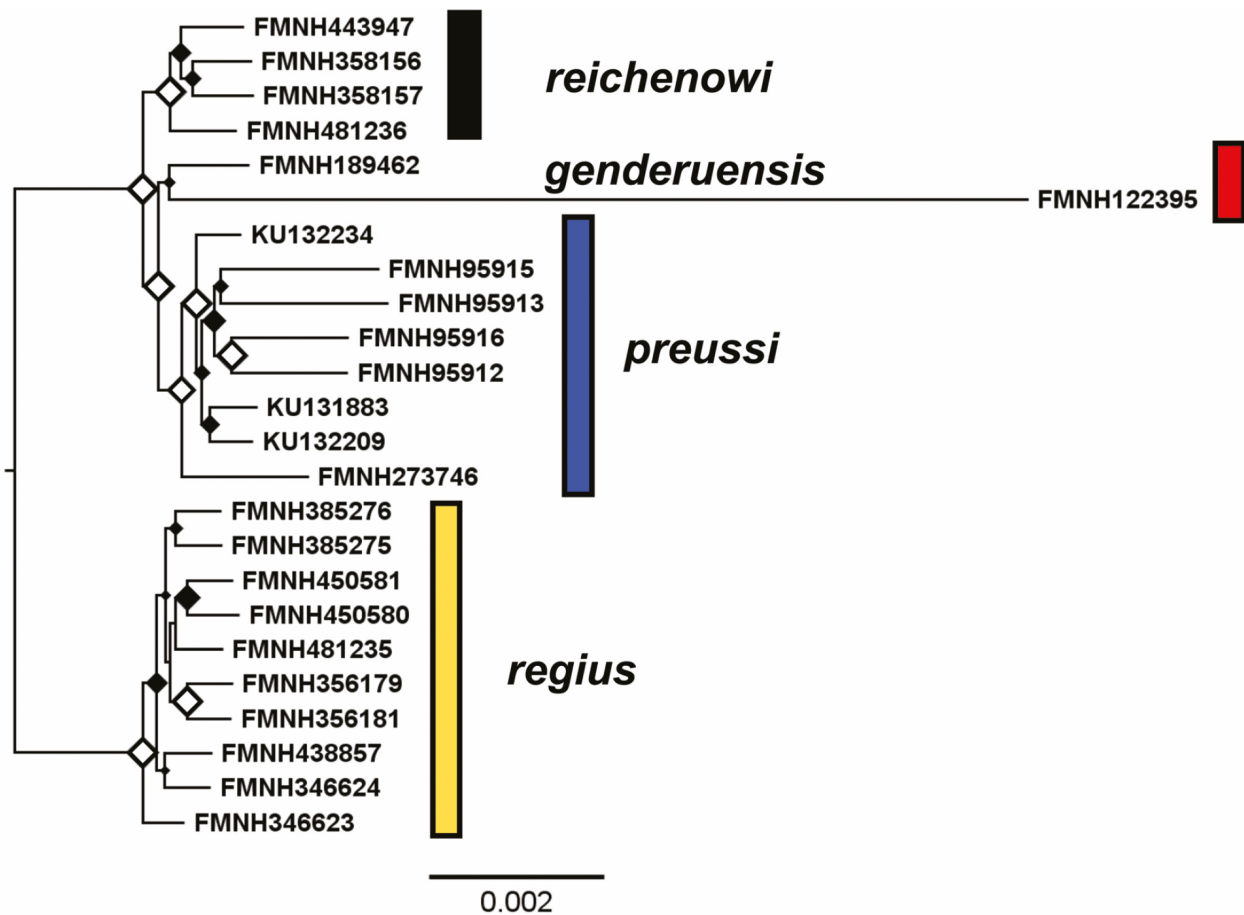 FMNH443947
FMNH358156
reichenowi
FMNH358157
FMNH481236
FMNH189462
genderuensis
FMNH122395
KU132234
FMNH95915
FMNH95913
FMNH95916
preussi
FMNH95912
KU131883
KU132209
FMNH273746
FMNH385276
FMNH385275
FMNH450581
FMNH450580
FMNH481235
regius
FMNH356179
FMNH356181
FMNH438857
FMNH346624
FMNH346623
0.002